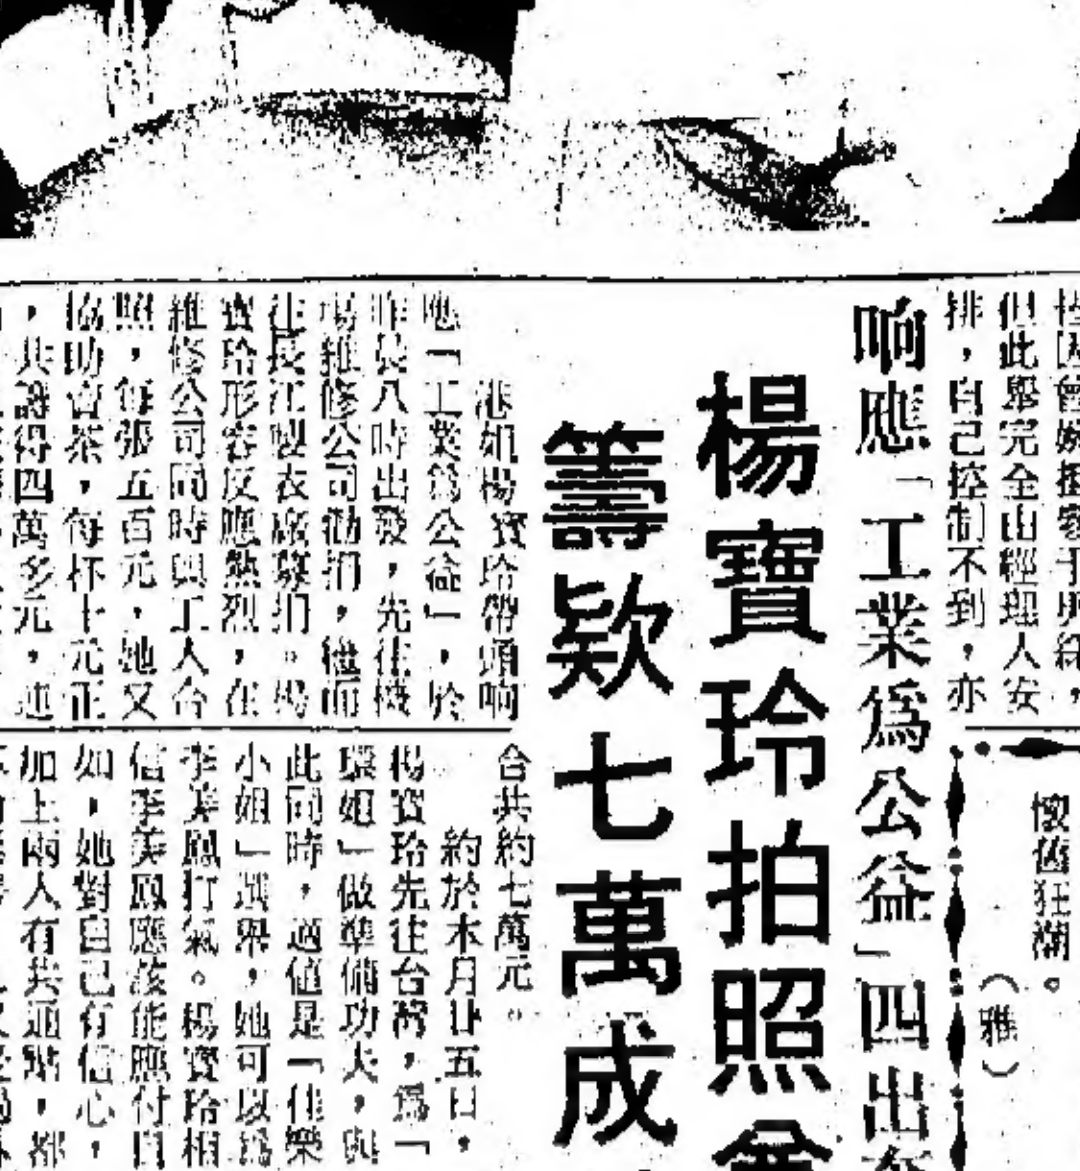 但此舉完全由經理人安
排，自己控制不到，亦
懷舊狂潮。
（雅）
响應「工業爲公益」四出
楊寶玲拍照
籌欵七萬成
港姐楊寶玲帶頭响
應「工業爲公益」，於
昨晨八時出發，先往機
場維修公司勸捐，繼而
往長江製衣廠募捐。楊
寶玲形容反應熱烈，在
維修公司同時與工人合
照，每張五百元，她又
協助賣茶，每杯十元正
，共籌得四萬多元，連
合共約七萬元。
約於本月廿五日，
楊寶玲先往台灣，爲「
環姐」做準備功夫，與
此同時，適值是「佳樂
小姐」選舉，她可以爲
李美鳳打氣。楊寶玲相
信李美鳳應該能應付自
如，她對自己有信心，
加上兩人有共通點，都